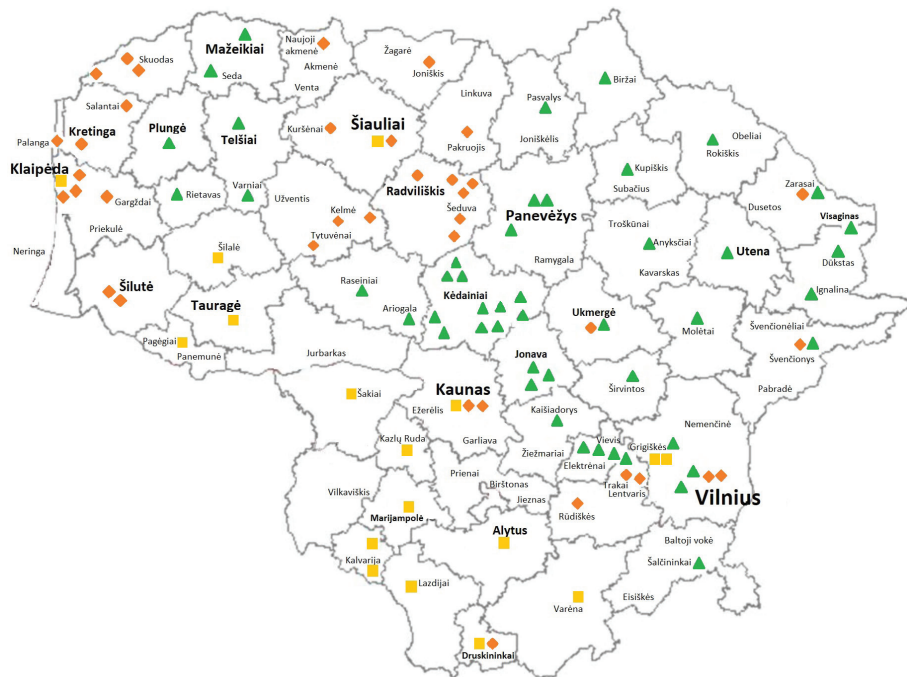 Naujoji
akmenė
Žagarė
Skuodas
Mažeikiai
Akmenė
Joniškis
Seda
Biržai
Venta
Linkuva
Pasvalys
Salantai
Kretinga
Plungė
Telšiai
Kuršėnai
Šiauliai
Pakruojis
Joniškėlis
Obeliai
Rokiškis
Palanga
Klaipėda
Kupiškis
Subačius
Radviliškis
Zarasai
Gargždai
Rietavas
Varniai
Užventis
Kelmė
Šeduva
Panevėžys
Dusetos
Visaginas
Priekulė
Tytuvėnai
Troškūnai
Anykščiai
Utena
Neringa
Šilalė
Ramygala
Kavarskas
Dūkstas
Šilutė
Raseiniai
Kėdainiai
Ignalina
Tauragė
Ariogala
Ukmergė
Molėtai
Švenčionėliai
Pagėgiai
Panemunė
Jurbarkas
Jonava
Švenčionys
Kaunas
Širvintos
Pabradė
Šakiai
Ežerėlis
Kaišiadorys
Nemenčinė
Kazlų Ruda
Garliava
Žiežmariai
Vievis
Grigiškės
Elektrėnai
Prienai
Birštonas
Trakai
Lentvaris
Vilnius
Vilkaviškis
Jieznas
Rūdiškės
Marijampolė
Alytus
Baltoji vokė
Kalvarija
Šalčininkai
Lazdijai
Varėna
Eisiškės
Druskininkai